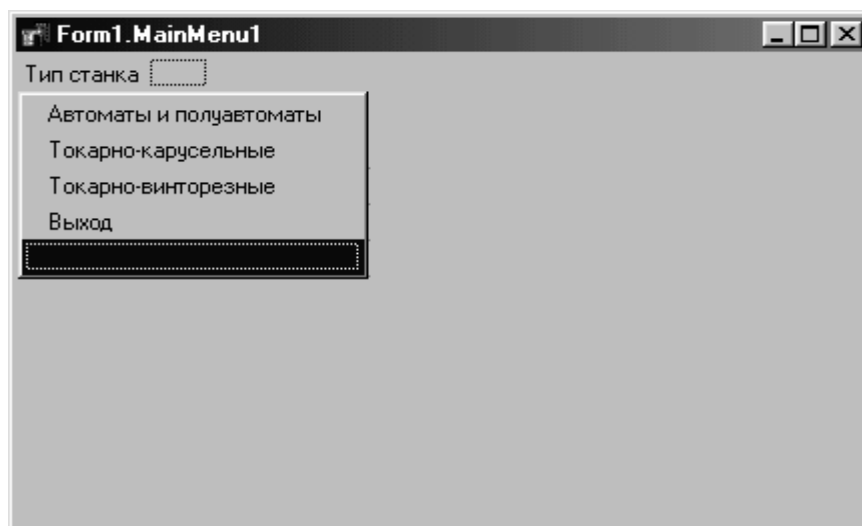 Form1.MainMenu1
Тип станка
Автоматы и полуавтоматы
Токарно-карусельные
Токарно-винторезные
Выход